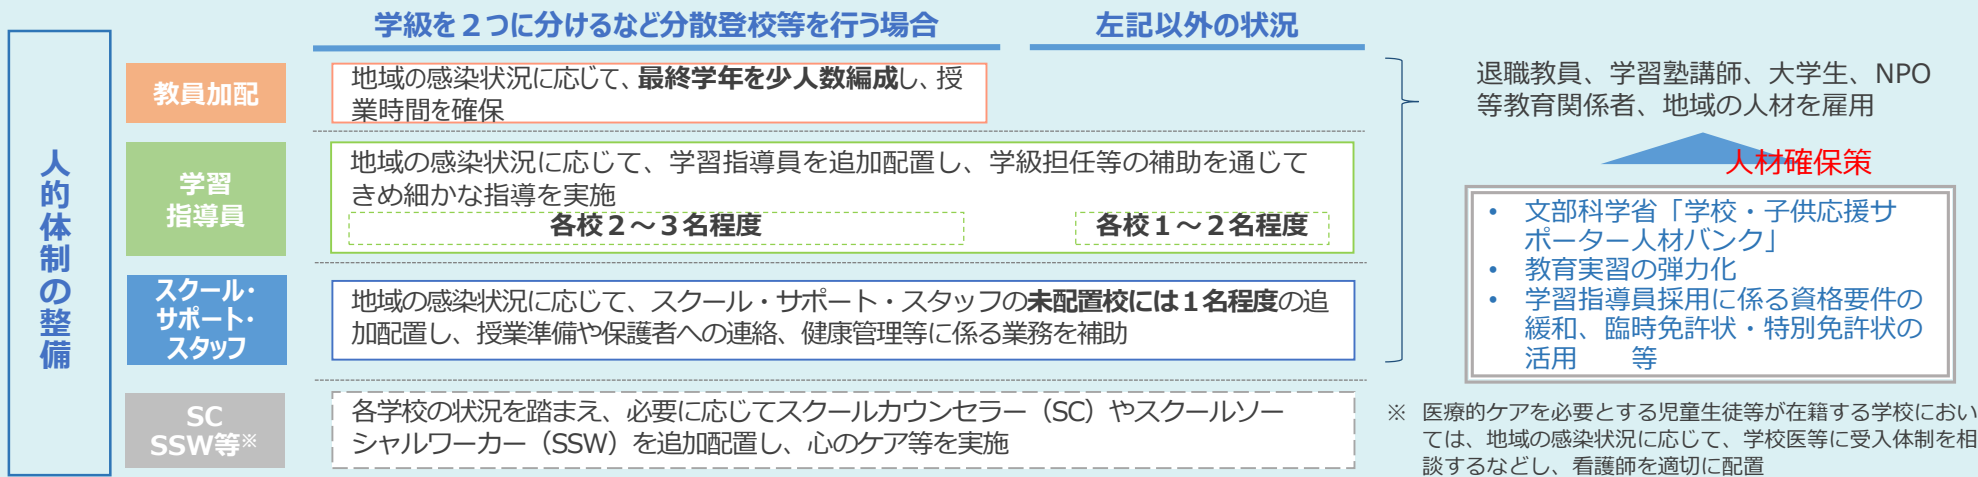 学級を２つに分けるなど分散登校等を行う場合
左記以外の状況
人的体制の整備
教員加配
地域の感染状況に応じて、最終学年を少人数編成し、授
業時間を確保
学習
指導員
地域の感染状況に応じて、学習指導員を追加配置し、学級担任等の補助を通じて
きめ細かな指導を実施
各校２～３名程度
各校１～２名程度
スクール・
サポート・
スタッフ
地域の感染状況に応じて、スクール・サポート・スタッフの未配置校には１名程度の追
加配置し、授業準備や保護者への連絡、健康管理等に係る業務を補助
SC
SSW等※
各学校の状況を踏まえ、必要に応じてスクールカウンセラー（SC）やスクールソー
シャルワーカー（SSW）を追加配置し、心のケア等を実施
退職教員、学習塾講師、大学生、NPO
等教育関係者、地域の人材を雇用
人材確保策
• 文部科学省「学校・子供応援サ
ポーター人材バンク」
• 教育実習の弾力化
• 学習指導員採用に係る資格要件の
緩和、臨時免許状・特別免許状の
活用　　等
※ 医療的ケアを必要とする児童生徒等が在籍する学校におい
ては、地域の感染状況に応じて、学校医等に受入体制を相
談するなどし、看護師を適切に配置